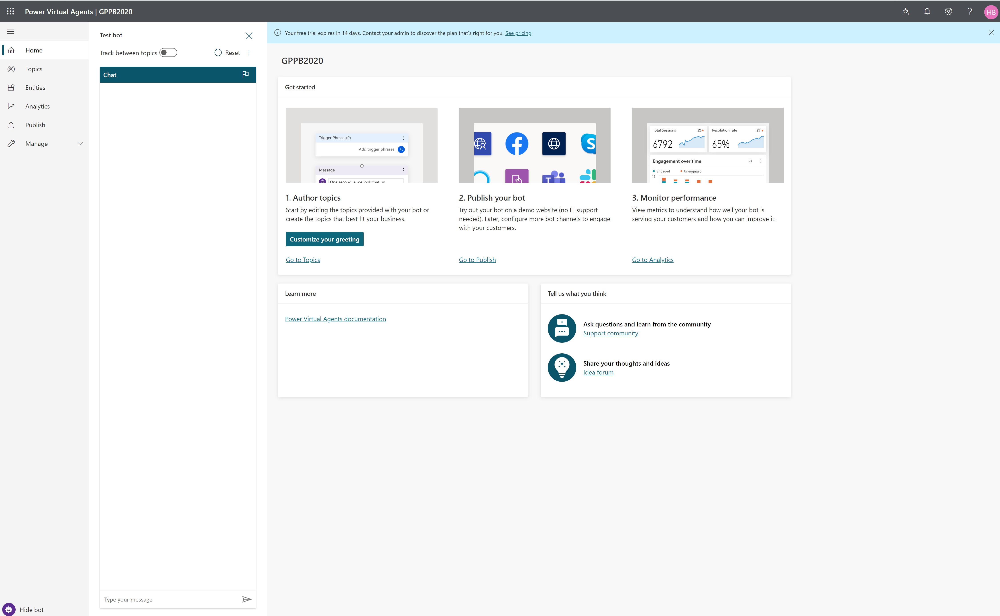 Power Virtual Agents | GPPB2020
HB
Home
Topics
Entities
Analytics
Publish
Manage
Hide bot
Test bot
Track between topics
Reset
Chat
Type your message
Your free trial expires in 14 days. Contact your admin to discover the plan that's right for you. See pricing
GPPB2020
Get started
Trigger Phrases(0)
Add trigger phrases
Message
One second le me look that up
S
T
Total Sessions
8%
6792
Resolution rate
2%
65%
Engagement over time
Engaged
Unengaged
15
1. Author topics
Start by editing the topics provided with your bot or
create the topics that best fit your business.
Customize your greeting
Go to Topics
2. Publish your bot
Try out your bot on a demo website (no IT support
needed). Later, configure more bot channels to engage
with your customers.
Go to Publish
3. Monitor performance
View metrics to understand how well your bot is
serving your customers and how you can improve it.
Go to Analytics
Learn more
Power Virtual Agents documentation
Tell us what you think
Ask questions and learn from the community
Support community
Share your thoughts and ideas
Idea forum